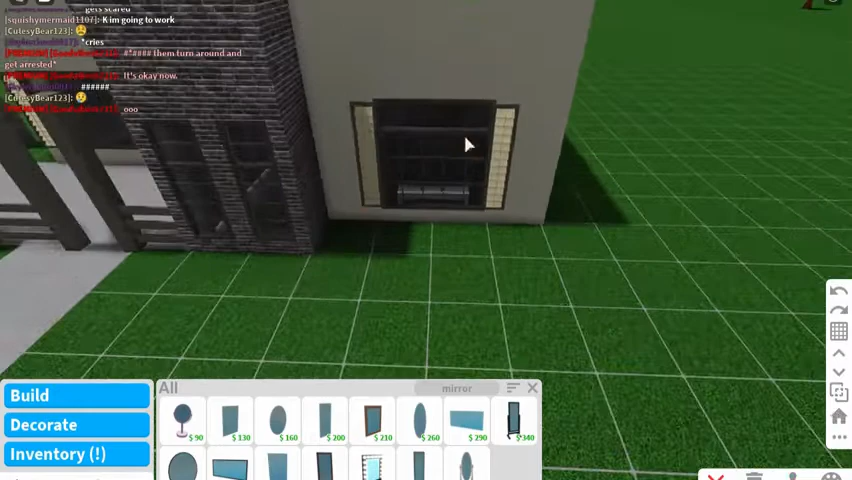 gets scared
[squishymermaid1107]: K im going to work
[CutesyBear123]: 😢
*cries
#*#### them turn around and
get arrested*
It's okay now.
######
[CutesyBear123]: 😢
ooo
All
mirror
$ 90
$ 130
$ 160
$ 200
$ 210
$ 260
$ 290
$ 340
Build
Decorate
Inventory (!)